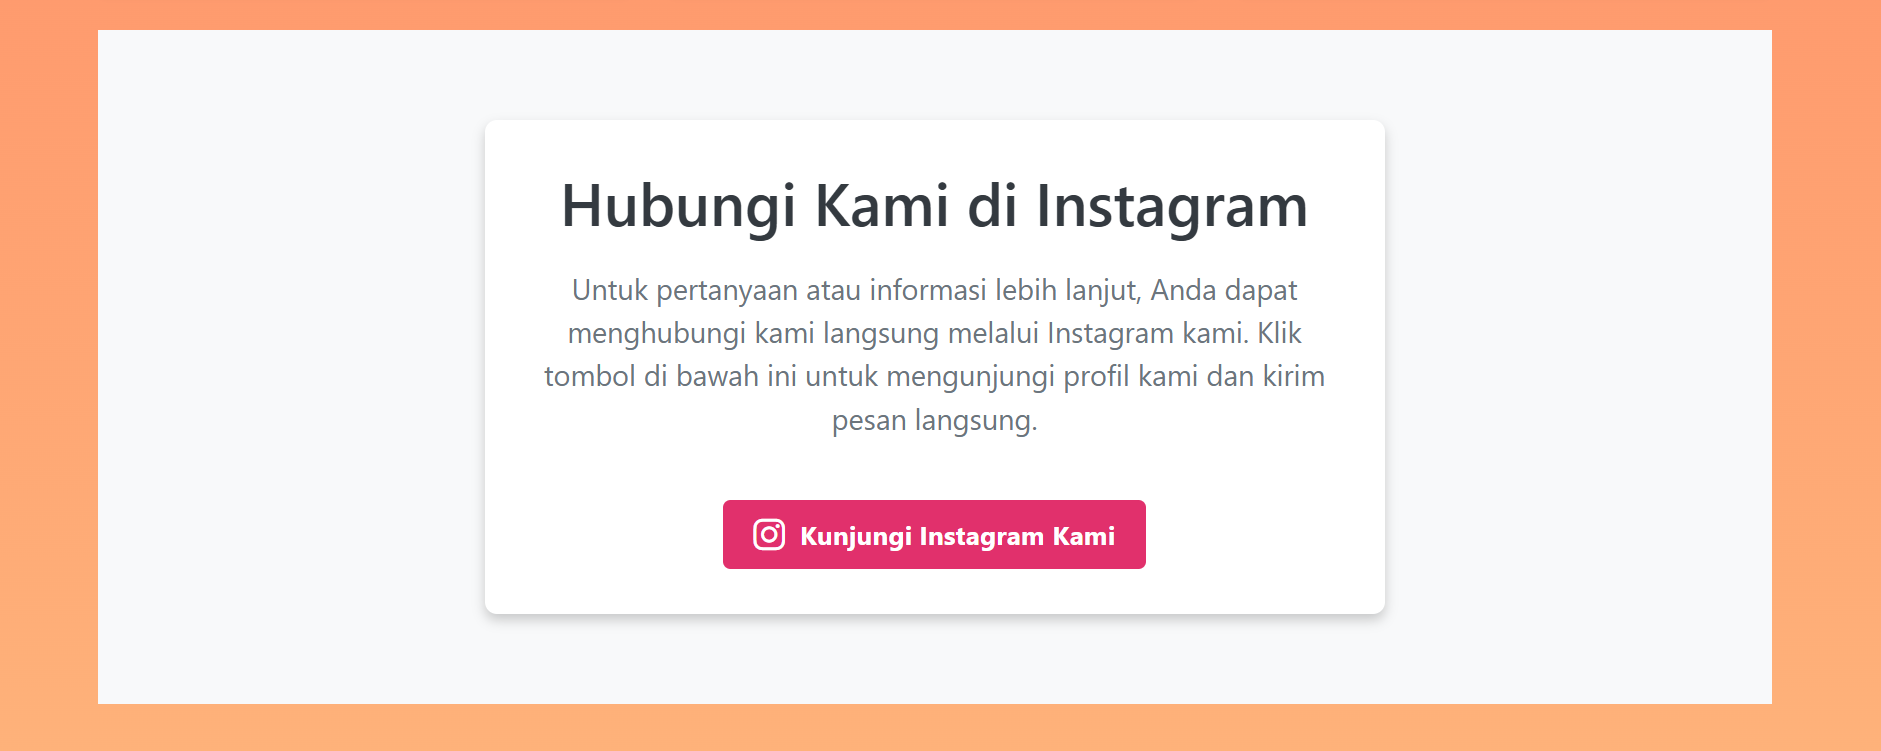 Hubungi Kami di Instagram
Untuk pertanyaan atau informasi lebih lanjut, Anda dapat
menghubungi kami langsung melalui Instagram kami. Klik
tombol di bawah ini untuk mengunjungi profil kami dan kirim
pesan langsung.
Kunjungi Instagram Kami